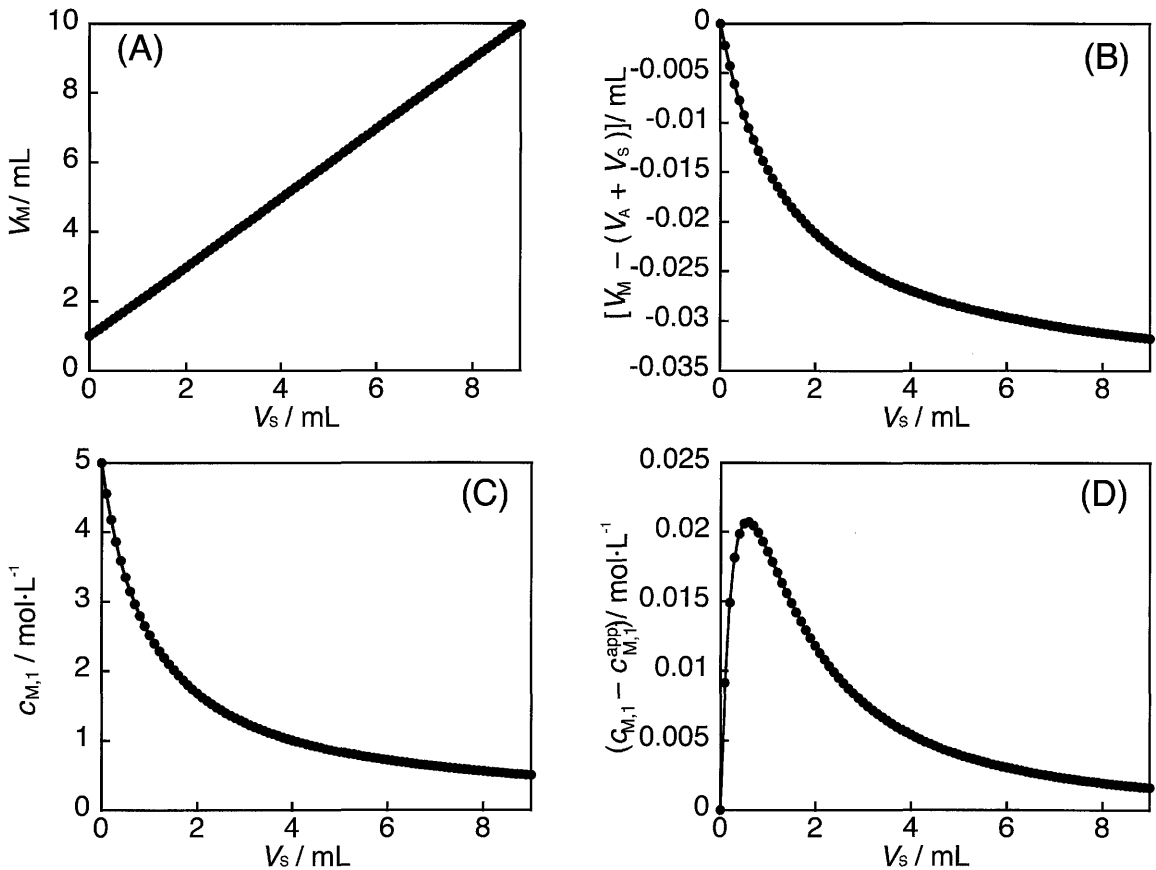 (A)
10
8
6
4
2
0
V_M / mL
0 2 4 6 8
V_S / mL
(B)
0
-0.005
-0.01
-0.015
-0.02
-0.025
-0.03
-0.035
[V_M − (V_A + V_S)]/ mL
0 2 4 6 8
V_S / mL
(C)
5
4
3
2
1
0
c_M,1 / mol·L⁻¹
0 2 4 6 8
V_S / mL
(D)
0.025
0.02
0.015
0.01
0.005
0
(c_M,1 − c_M,1^app)/ mol·L⁻¹
0 2 4 6 8
V_S / mL